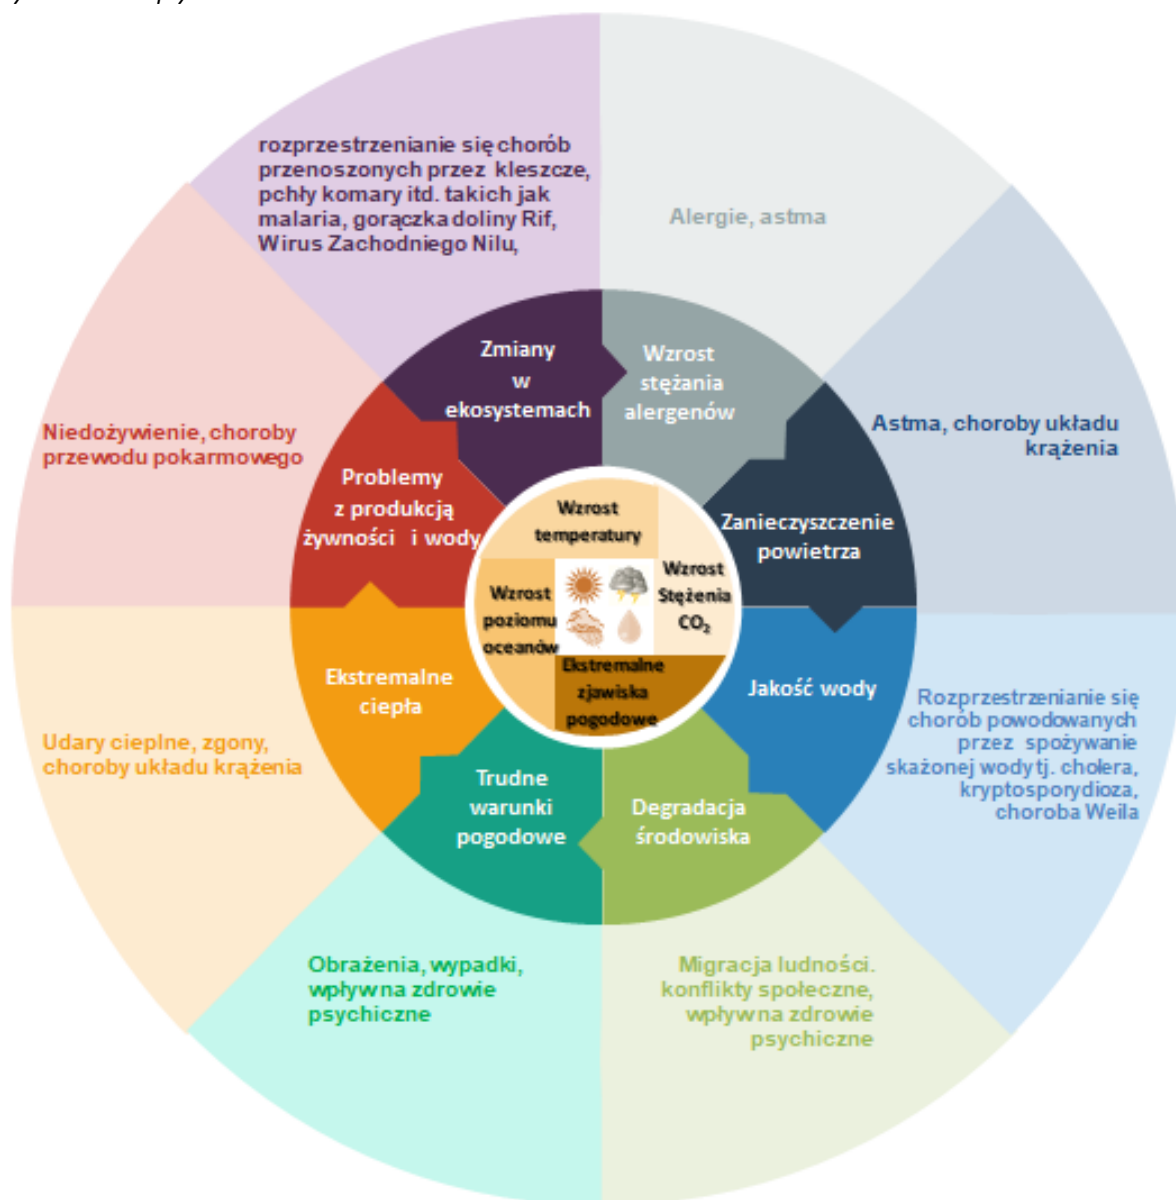 rozprzestrzenianie się chorób
przenoszonych przez kleszcze,
pchły komary itd. takich jak
malaria, gorączka doliny Rif,
Wirus Zachodniego Nilu,
Alergie, astma
Zmiany
w
ekosystemach
Wzrost
stężania
alergenów
Niedożywienie, choroby
przewodu pokarmowego
Astma, choroby układu
krążenia
Problemy
z produkcją
żywności i wody
Zanieczyszczenie
powietrza
Wzrost
temperatury
Wzrost
Stężenia
CO₂
Wzrost
poziomu
oceanów
Ekstremalne
zjawiska
pogodowe
Ekstremalne
ciepła
Jakość wody
Udary cieplne, zgony,
choroby układu krążenia
Rozprzestrzenianie się
chorób powodowanych
przez spożywanie
skażonej wody tj. cholera,
kryptosporydioza,
choroba Weila
Trudne
warunki
pogodowe
Degradacja
środowiska
Obrażenia, wypadki,
wpływ na zdrowie
psychiczne
Migracja ludności.
konflikty społeczne,
wpływ na zdrowie
psychiczne